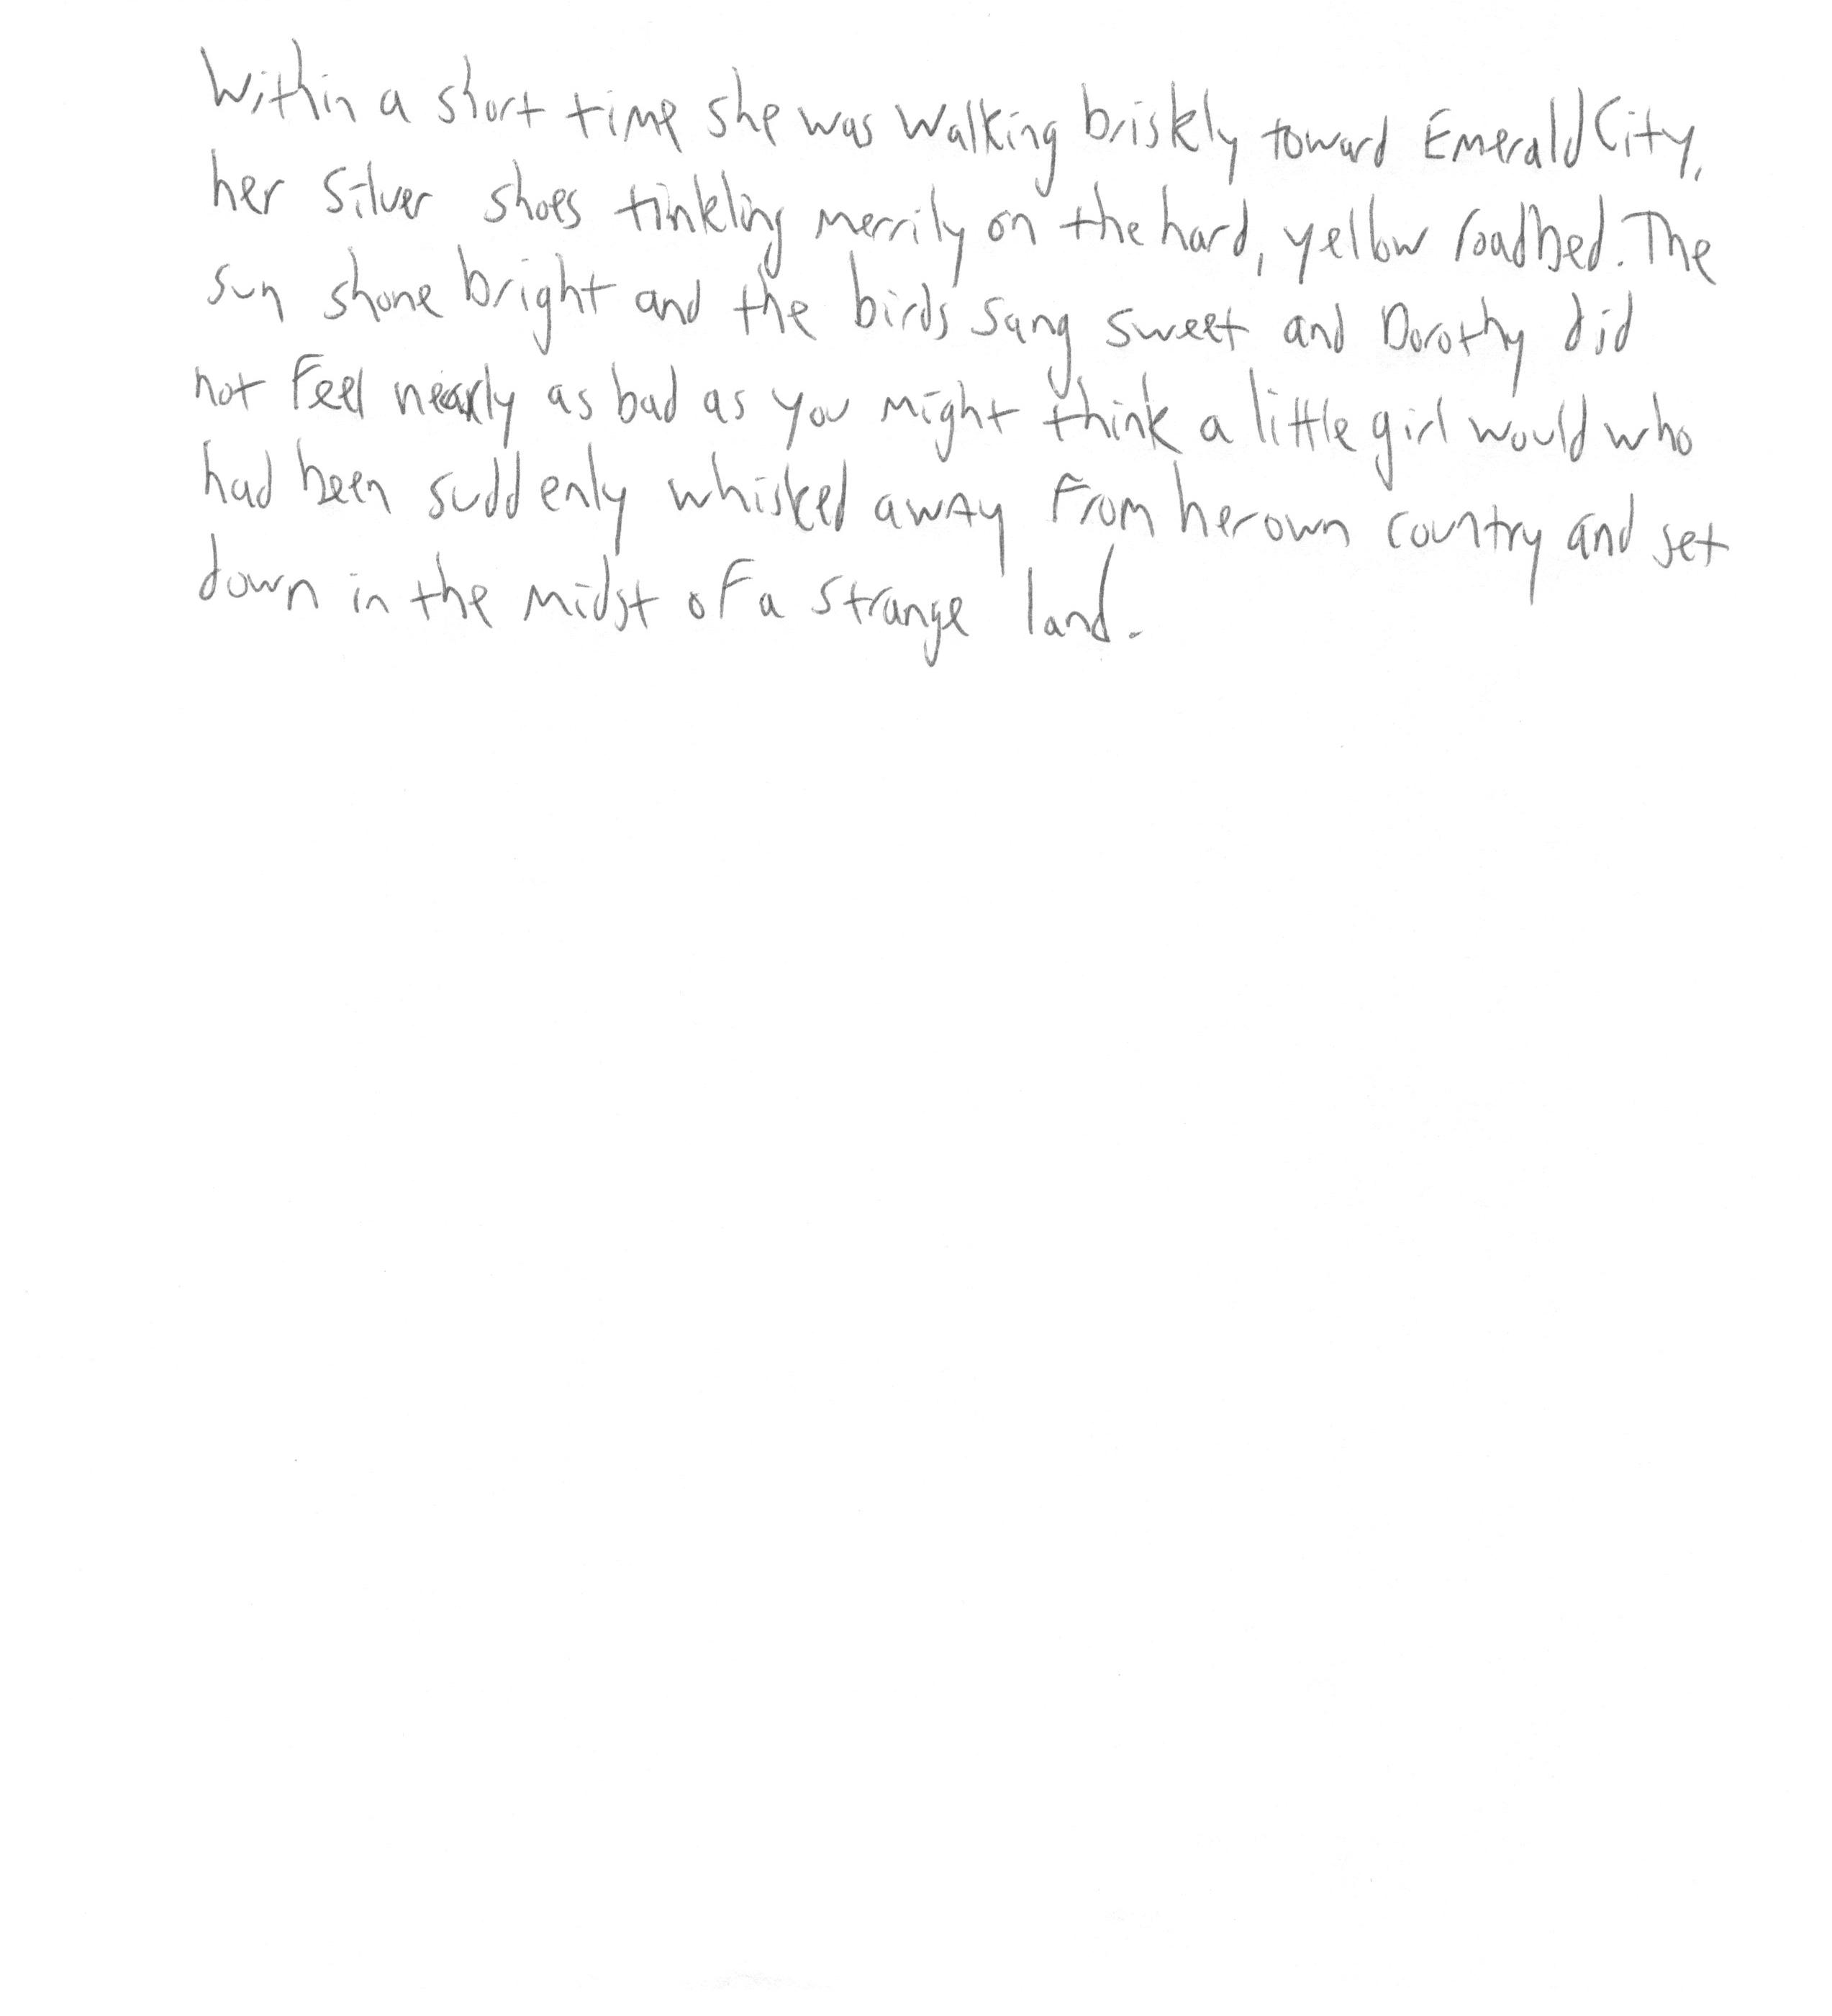 Within a short time she was walking briskly toward Emerald City,
her silver shoes tinkling merrily on the hard, yellow roadbed. The
sun shone bright and the birds sang sweet and Dorothy did
not feel nearly as bad as you might think a little girl would who
had been suddenly whisked away from her own country and set
down in the midst of a strange land.